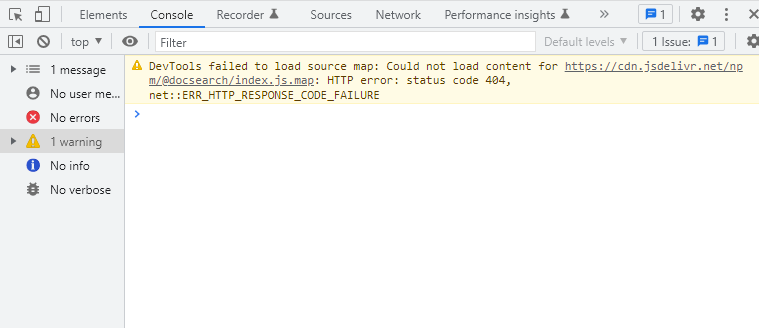 Elements Console Recorder Sources Network Performance insights » 1
top Filter Default levels 1 Issue: 1
1 message
No user me...
No errors
1 warning
No info
No verbose
DevTools failed to load source map: Could not load content for https://cdn.jsdelivr.net/np
m/@docsearch/index.js.map: HTTP error: status code 404,
net::ERR_HTTP_RESPONSE_CODE_FAILURE